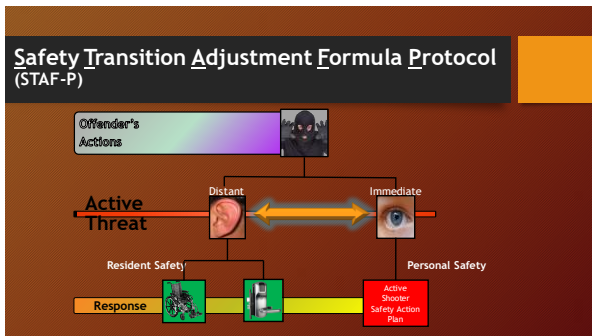 Safety Transition Adjustment Formula Protocol
(STAF-P)
Offender's
Actions
Distant
Immediate
Active
Threat
Resident Safety
Personal Safety
Response
Active
Shooter
Safety Action
Plan